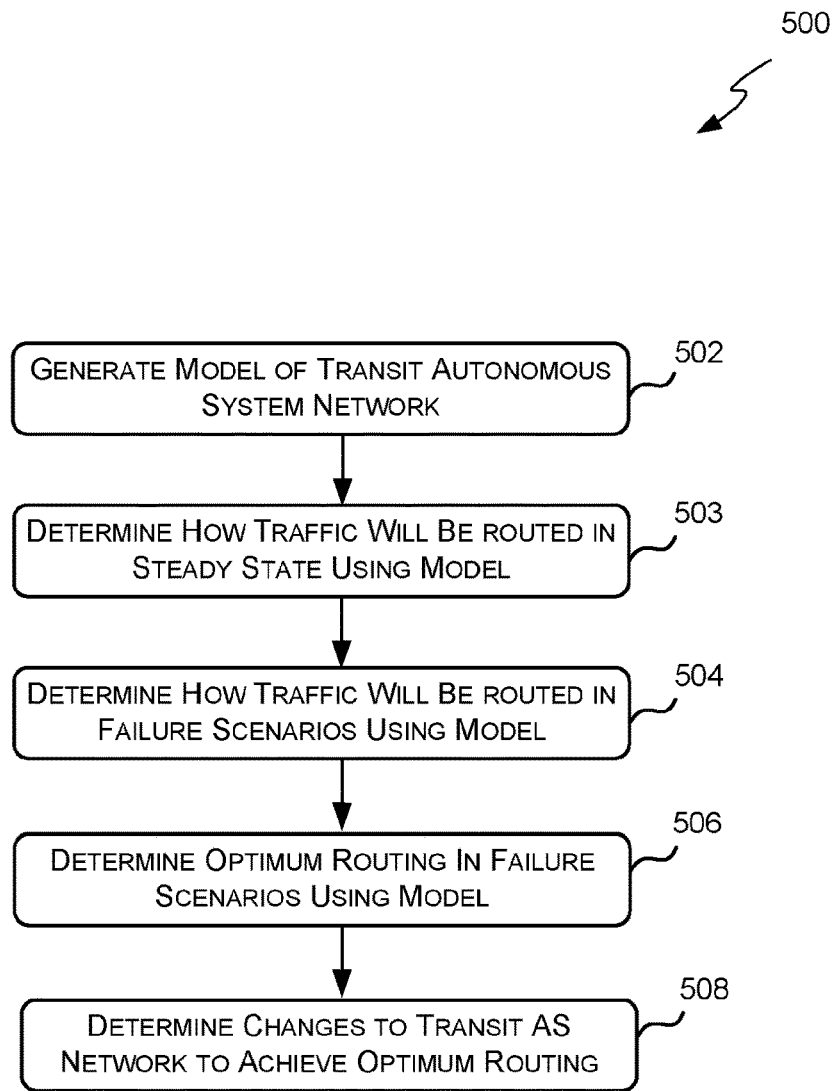 500
GENERATE MODEL OF TRANSIT AUTONOMOUS
SYSTEM NETWORK
502
DETERMINE HOW TRAFFIC WILL BE ROUTED IN
STEADY STATE USING MODEL
503
DETERMINE HOW TRAFFIC WILL BE ROUTED IN
FAILURE SCENARIOS USING MODEL
504
DETERMINE OPTIMUM ROUTING IN FAILURE
SCENARIOS USING MODEL
506
DETERMINE CHANGES TO TRANSIT AS
NETWORK TO ACHIEVE OPTIMUM ROUTING
508